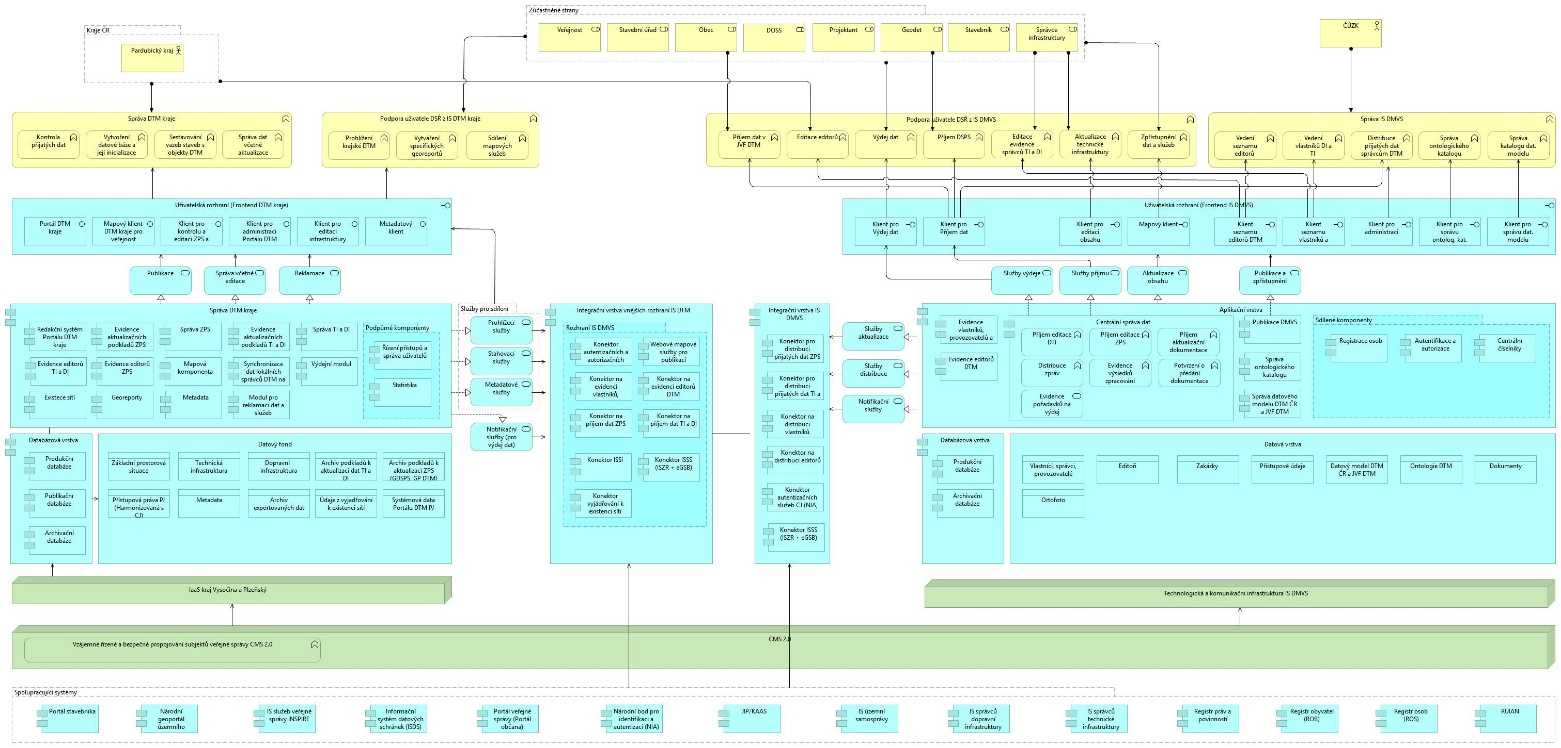 Zúčastněné strany
Veřejnost
Stavební úřad
Obec
DOSS
Projektant
Geodet
Stavebník
Správce
infrastruktury
ČÚZK
Kraje ČR
Pardubický kraj
Správa DTM kraje
Kontrola
přijatých dat
Vytvoření
datové báze a
její inicializace
Sestavování
vazeb staveb s
objekty DTM
Správa dat
včetně
aktualizace
Podpora uživatele DSŘ z IS DTM kraje
Prohlížení
krajské DTM
Vytváření
specifických
georeportů
Sdílení
mapových
služeb
Podpora uživatele DSŘ z IS DMVS
Příjem dat v
JVF DTM
Editace editorů
Výdej dat
Příjem DSPS
Editace
evidence
správců TI a DI
Aktualizace
technické
infrastruktury
Zpřístupnění
dat a služeb
Správa IS DMVS
Vedení
seznamu
editorů
Vedení
vlastníků DI a
TI
Distribuce
přijatých dat
správcům DTM
Správa
ontologického
katalogu
Správa
katalogu dat.
modelu
Uživatelská rozhraní (Frontend DTM kraje)
Portál DTM
kraje
Mapový klient
DTM kraje pro
veřejnost
Klient pro
kontrolu a
editaci ZPS a
Klient pro
administraci
Portálu DTM
Klient pro
editaci
infrastruktury
Metadatový
klient
Uživatelská rozhraní (Frontend IS DMVS)
Klient pro
Výdej dat
Klient pro
Příjem dat
Klient pro
editaci
obsahu
Mapový klient
Klient
seznamu
editorů DTM
Klient
seznamu
vlastníků a
Klient pro
administraci
Klient pro
správu
ontolog. kat.
Klient pro
správu dat.
modelu
Publikace
Správa včetně
editace
Reklamace
Služby výdeje
Služby příjmu
Aktualizace
obsahu
Publikace a
zpřístupnění
Správa DTM kraje
Redakční systém
Portálu DTM
kraje
Evidence
aktualizačních
podkladů ZPS
Správa ZPS
Evidence
aktualizačních
podkladů TI a DI
Správa TI a DI
Evidence editorů
TI a DI
Evidence editorů
ZPS
Mapová
komponenta
Synchronizace
dat lokálních
správců DTM na
Výdejní modul
Existece sítí
Georeporty
Metadata
Modul pro
reklamaci dat a
služeb
Podpůrné komponenty
Řízení přístupů a
správa uživatelů
Statistika
Služby pro sdílení
Prohlížecí
služby
Stahovací
služby
Metadatové
služby
Notifikační
služby (pro
výdej dat)
Integrační vrstva vnějších rozhraní IS DTM
Rozhraní IS DMVS
Konektor
autentizačních a
autorizačních
Webové mapové
služby pro
publikaci
Konektor na
evidenci
vlastníků,
Konektor na
evidenci editorů
DTM
Konektor na
příjem dat ZPS
Konektor na
příjem dat TI a DI
Konektor ISSI
Konektor ISSS
(ISZR + eGSB)
Konektor
vyjádřování k
existenci sítí
Integrační vrstva IS
DMVS
Konektor pro
distribuci
přijatých dat ZPS
Konektor pro
distribuci
přijatých dat TI a
Konektor na
distribuci
vlastníků
Konektor na
distribuci editorů
Konektor
autentizačních
služeb ČÚ (NIA,
Konektor ISSS
(ISZR + eGSB)
Služby
aktualizace
Služby
distribuce
Notifikační
služby
Aplikační vrstva
Evidence
vlastníků,
provozovatelů a
Evidence editorů
DTM
Centrální správa dat
Příjem editace
DTI
Příjem editace
ZPS
Příjem
aktualizační
dokumentace
Distribuce
zpráv
Evidence
výsledků
zpracování
Potvrzení o
předání
dokumentace
Evidence
pořadavků na
výdej
Publikace DMVS
Správa
ontologického
katalogu
Správa datového
modelu DTM ČR
a JVF DTM
Sdílené komponenty
Registrace osob
Autentifikace a
autorizace
Centrální
číselníky
Databázová vrstva
Produkční
databáze
Publikační
databáze
Archivační
databáze
Datový fond
Základní prostorová
situace
Technická
infrastruktura
Dopravní
infrastruktura
Archiv podkladů k
aktualizaci dat TI a
DI
Archiv podkladů k
aktualizaci ZPS
(GDSPS, GP DTM)
Přístupová práva PJ
(Harmonizovaná s
CJ)
Metadata
Archiv
exportovaných dat
Údaje z vyjadřování
k existenci sítí
Systémová data
Portálu DTM PJ
Databázová vrstva
Produkční
databáze
Archivační
databáze
Datová vrstva
Vlastníci, správci,
provozovatelé
Editoři
Zakázky
Přístupové údaje
Datový model DTM
ČR a JVF DTM
Ontologie DTM
Dokumenty
Ortofoto
IaaS kraj Vysočina a Plzeňský
Technologická a komunikační infrastruktura IS DMVS
CMS 2.0
Vzájemné řízené a bezpečné propojování subjektů veřejné správy CMS 2.0
Spolupracující systémy
Portál stavebníka
Národní
geoportál
územního
IS služeb veřejné
správy INSPIRE
Informační
systém datových
schránek (ISDS)
Portál veřejné
správy (Portál
občana)
Národní bod pro
identifikaci a
autentizaci (NIA)
JIP/KAAS
IS územní
samosprávy
IS správců
dopravní
infrastruktury
IS správců
technické
infrastruktury
Registr práv a
povinností
Registr obyvatel
(ROB)
Registr osob
(ROS)
RUIAN